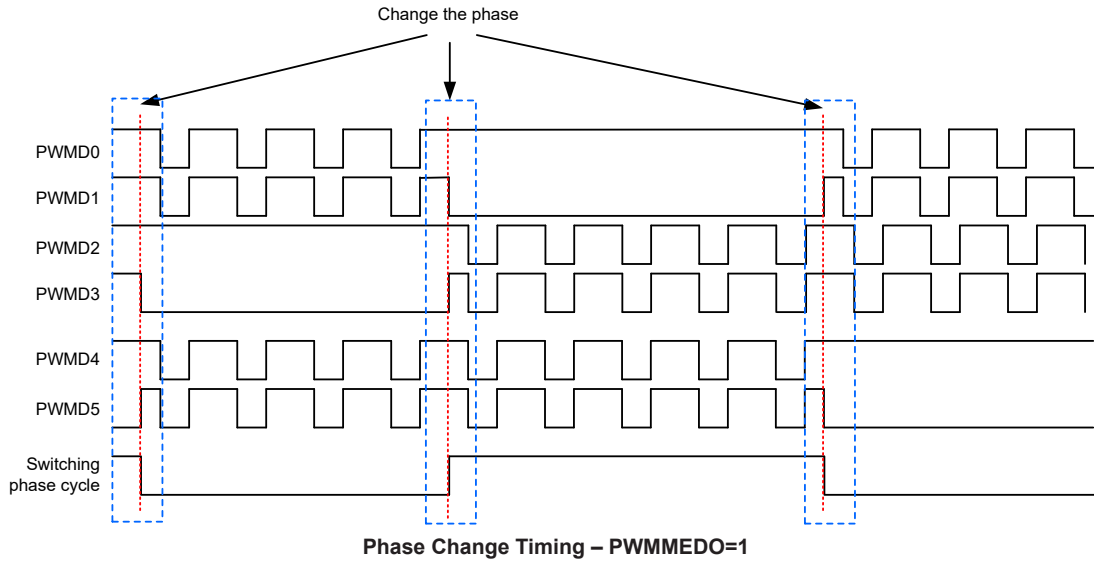 Change the phase
PWMD0
PWMD1
PWMD2
PWMD3
PWMD4
PWMD5
Switching
phase cycle
Phase Change Timing – PWMMEDO=1